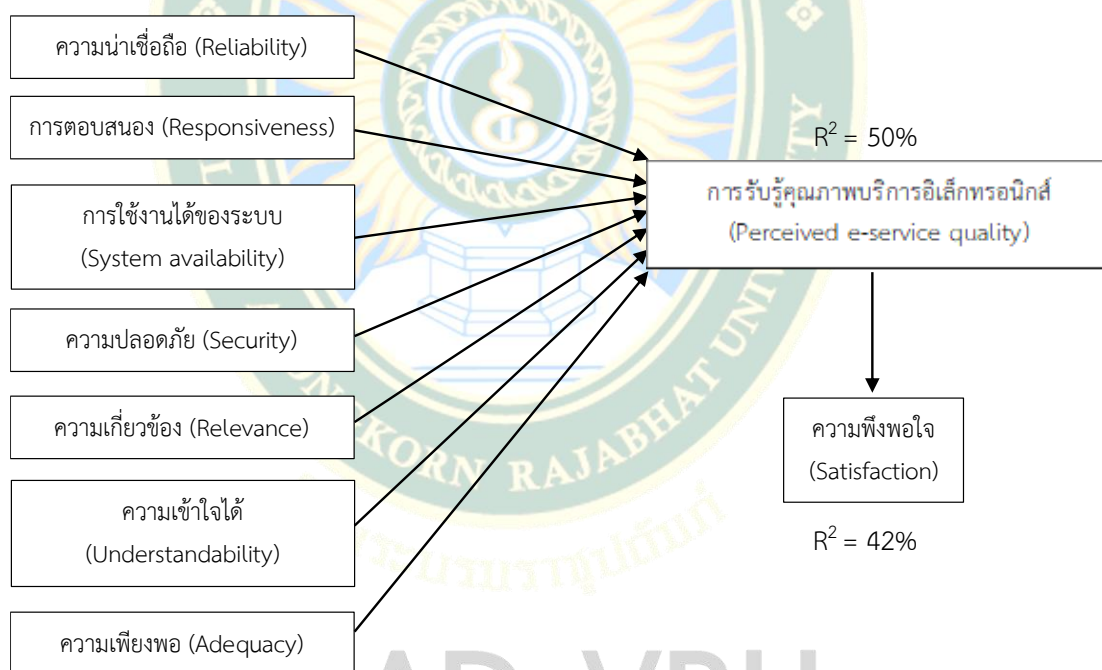 ความน่าเชื่อถือ (Reliability)
การตอบสนอง (Responsiveness)
การใช้งานได้ของระบบ
(System availability)
ความปลอดภัย (Security)
ความเกี่ยวข้อง (Relevance)
ความเข้าใจได้
(Understandability)
ความเพียงพอ (Adequacy)
R² = 50%
การรับรู้คุณภาพบริการอิเล็กทรอนิกส์
(Perceived e-service quality)
ความพึงพอใจ
(Satisfaction)
R² = 42%
RAJABHAT